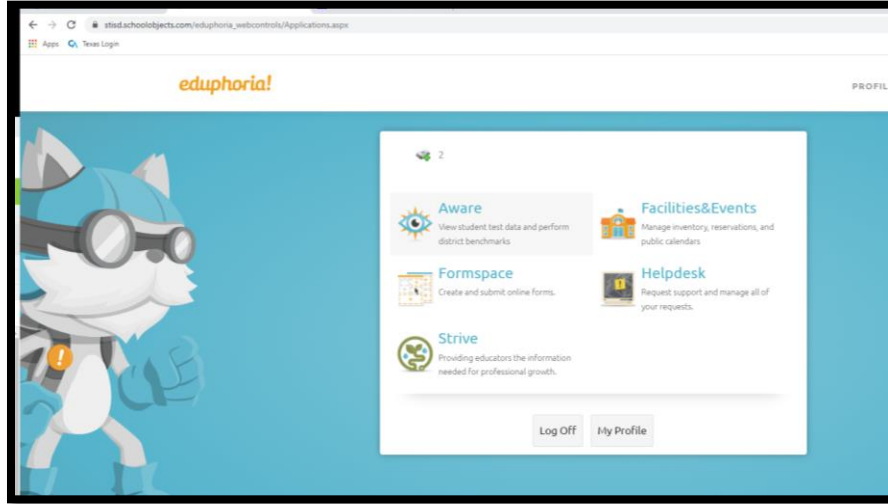 stisd.schoolobjects.com/eduphoria_webcontrols/Applications.aspx
Apps Texas Login
eduphoria!
PROFIL
2
Aware
View student test data and perform
district benchmarks
Facilities&Events
Manage inventory, reservations, and
public calendars
Formspace
Create and submit online forms.
Helpdesk
Request support and manage all of
your requests.
Strive
Providing educators the information
needed for professional growth.
Log Off My Profile